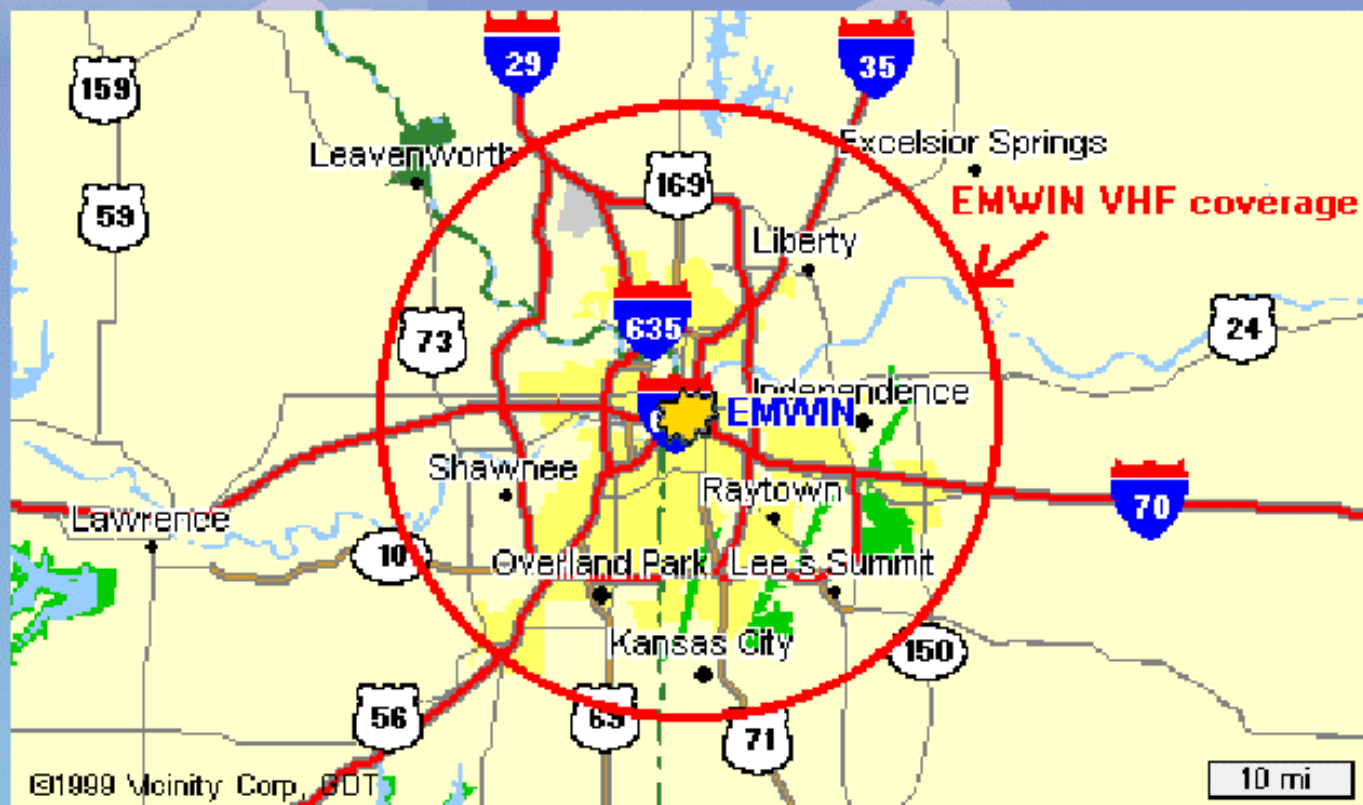 29
35
159
Excelsior Springs
Leavenworth
169
EMWIN VHF coverage
59
Liberty
635
24
73
Independence
EMWIN
Shawnee
Raytown
70
Lawrence
10
Overland Park
Lee's Summit
Kansas City
150
56
69
71
©1999 Vicinity Corp, GDT
10 mi